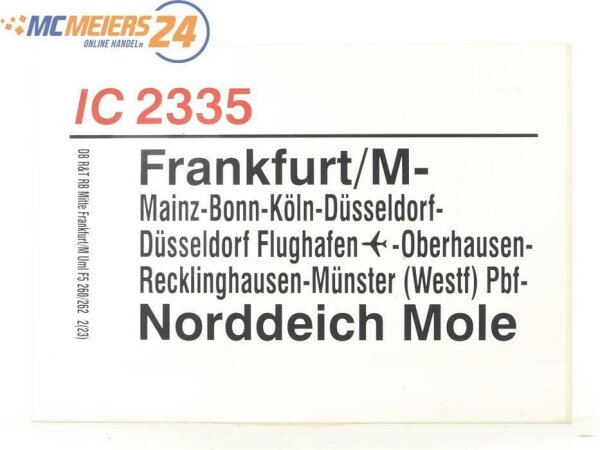 MCMEIERS 24
ONLINE HANDEL
IC 2335
DB R&T RB Mitte Frankfurt/M Uml F5 260/262 2(23)
Frankfurt/M-
Mainz-Bonn-Köln-Düsseldorf-
Düsseldorf Flughafen ✈-Oberhausen-
Recklinghausen-Münster (Westf) Pbf-
Norddeich Mole